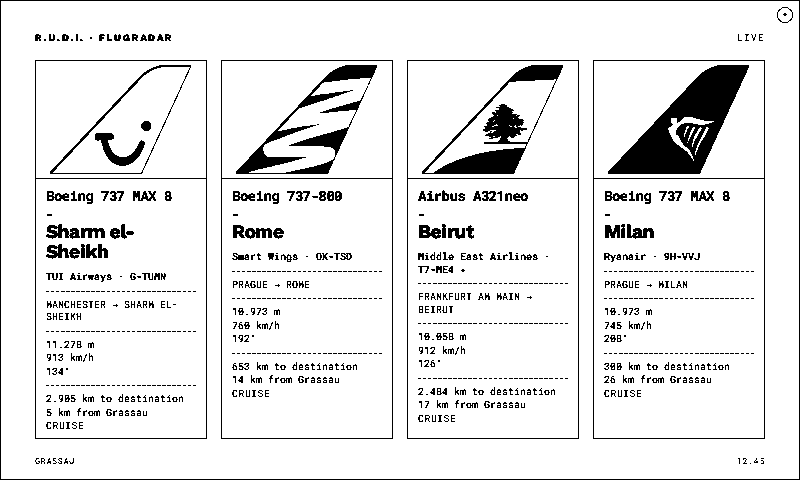 R.U.D.I. · FLUGRADAR
LIVE
Boeing 737 MAX 8
-
Sharm el-
Sheikh
TUI Airways · G-TUMN
MANCHESTER → SHARM EL-
SHEIKH
11.278 m
913 km/h
134°
2.905 km to destination
5 km from Grassau
CRUISE
Boeing 737-800
-
Rome
Smart Wings · OK-TSD
PRAGUE → ROME
10.973 m
760 km/h
192°
653 km to destination
14 km from Grassau
CRUISE
Airbus A321neo
-
Beirut
Middle East Airlines ·
T7-ME4 ✦
FRANKFURT AM MAIN →
BEIRUT
10.058 m
912 km/h
126°
2.484 km to destination
17 km from Grassau
CRUISE
Boeing 737 MAX 8
-
Milan
Ryanair · 9H-VVJ
PRAGUE → MILAN
10.973 m
745 km/h
208°
300 km to destination
26 km from Grassau
CRUISE
GRASSAU
12.45